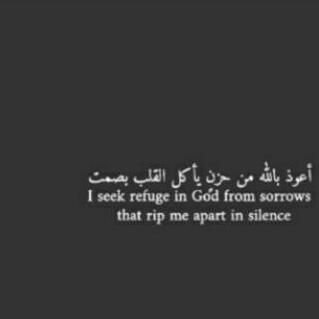 أعوذ بالله من حزن يأكل القلب بصمت
I seek refuge in God from sorrows
that rip me apart in silence